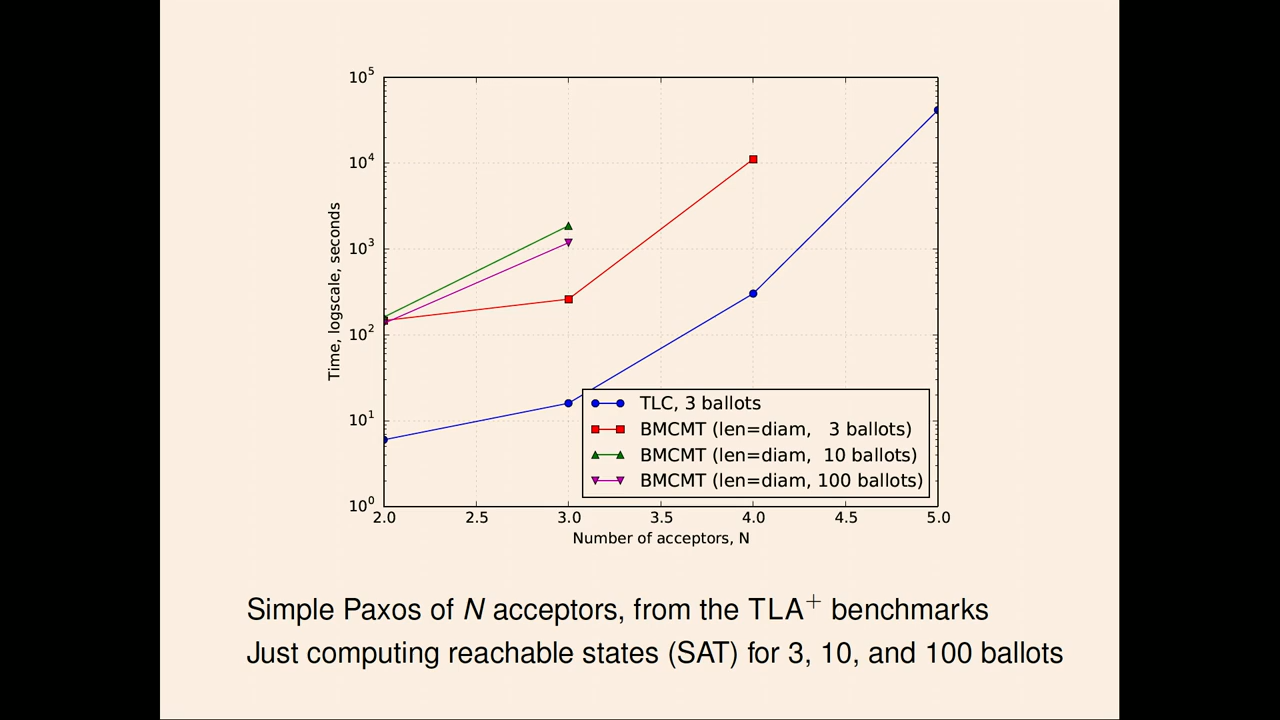 10^5
10^4
10^3
10^2
10^1
10^0
Time, logscale, seconds
TLC, 3 ballots
BMCMT (len=diam,   3 ballots)
BMCMT (len=diam,  10 ballots)
BMCMT (len=diam, 100 ballots)
2.0 2.5 3.0 3.5 4.0 4.5 5.0
Number of acceptors, N
Simple Paxos of N acceptors, from the TLA+ benchmarks
Just computing reachable states (SAT) for 3, 10, and 100 ballots